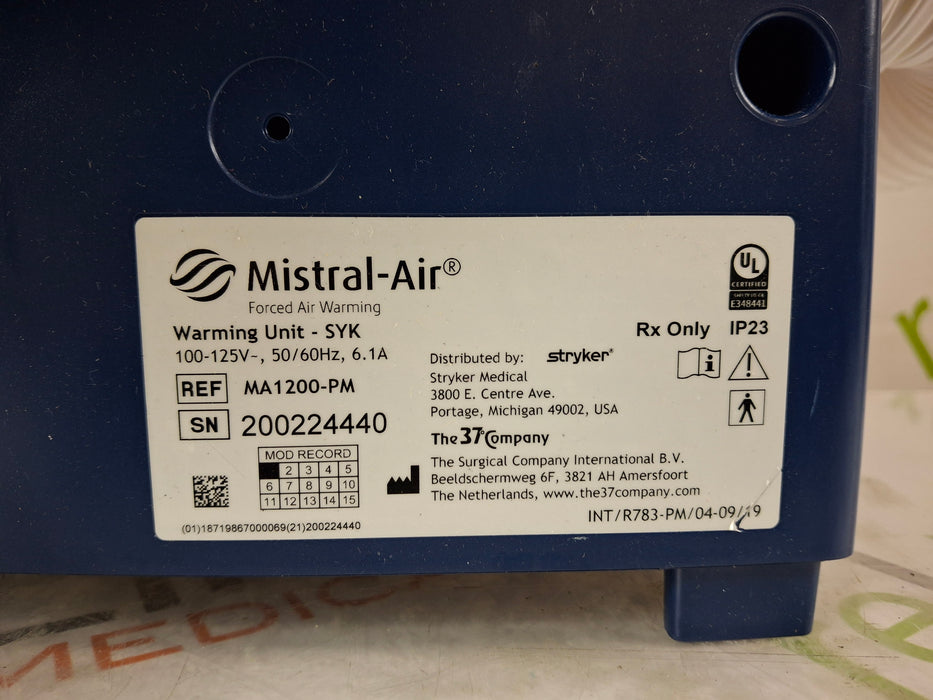 Mistral-Air®
Forced Air Warming
Warming Unit - SYK
100-125V~, 50/60Hz, 6.1A
REF MA1200-PM
SN 200224440
MOD RECORD
2 3 4 5
6 7 8 9 10
11 12 13 14 15
(01)18719867000069(21)200224440
UL
CERTIFIED
E348441
Rx Only IP23
Distributed by: stryker®
Stryker Medical
3800 E. Centre Ave.
Portage, Michigan 49002, USA
The 37° Company
The Surgical Company International B.V.
Beeldschermweg 6F, 3821 AH Amersfoort
The Netherlands, www.the37company.com
INT/R783-PM/04-09/19
MEDIC